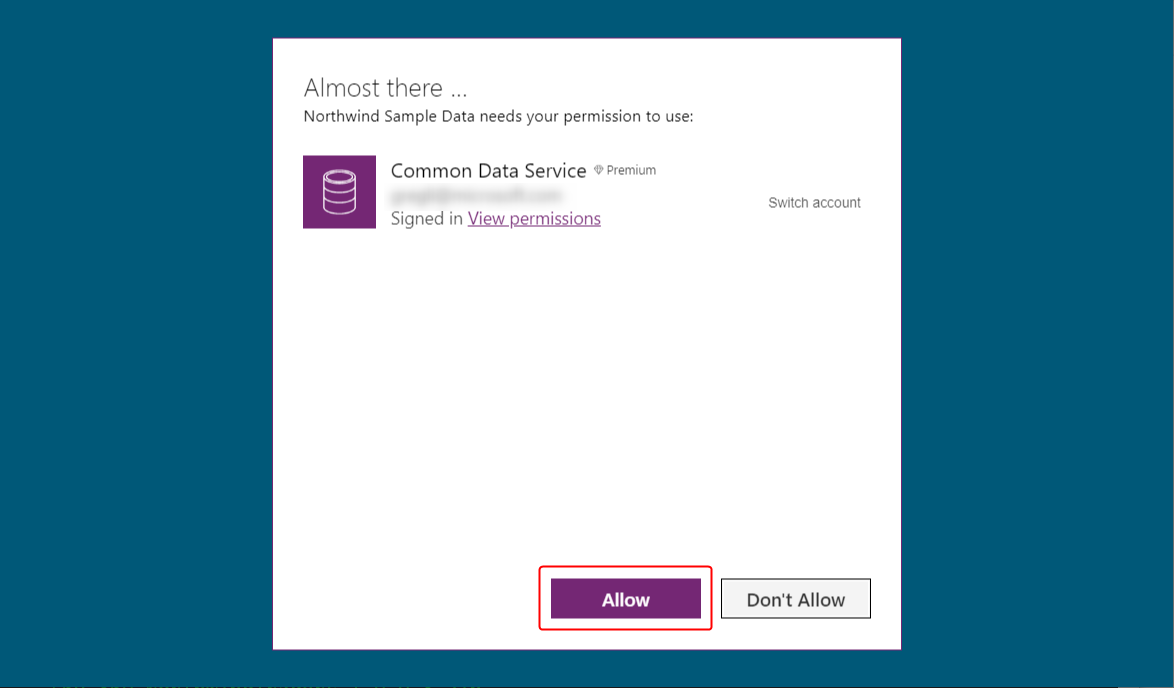 Almost there ...
Northwind Sample Data needs your permission to use:
Common Data Service Premium
Switch account
Signed in View permissions
Allow Don't Allow